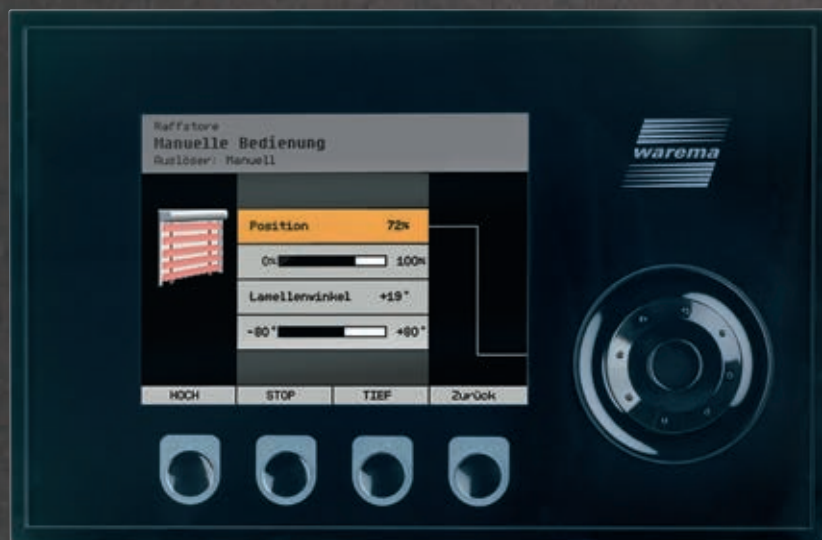 Raffstore
Manuelle Bedienung
Auslöser: Manuell
warema
Position 72%
0% 100%
Lamellenwinkel +19°
-80° +80°
HOCH STOP TIEF Zurück